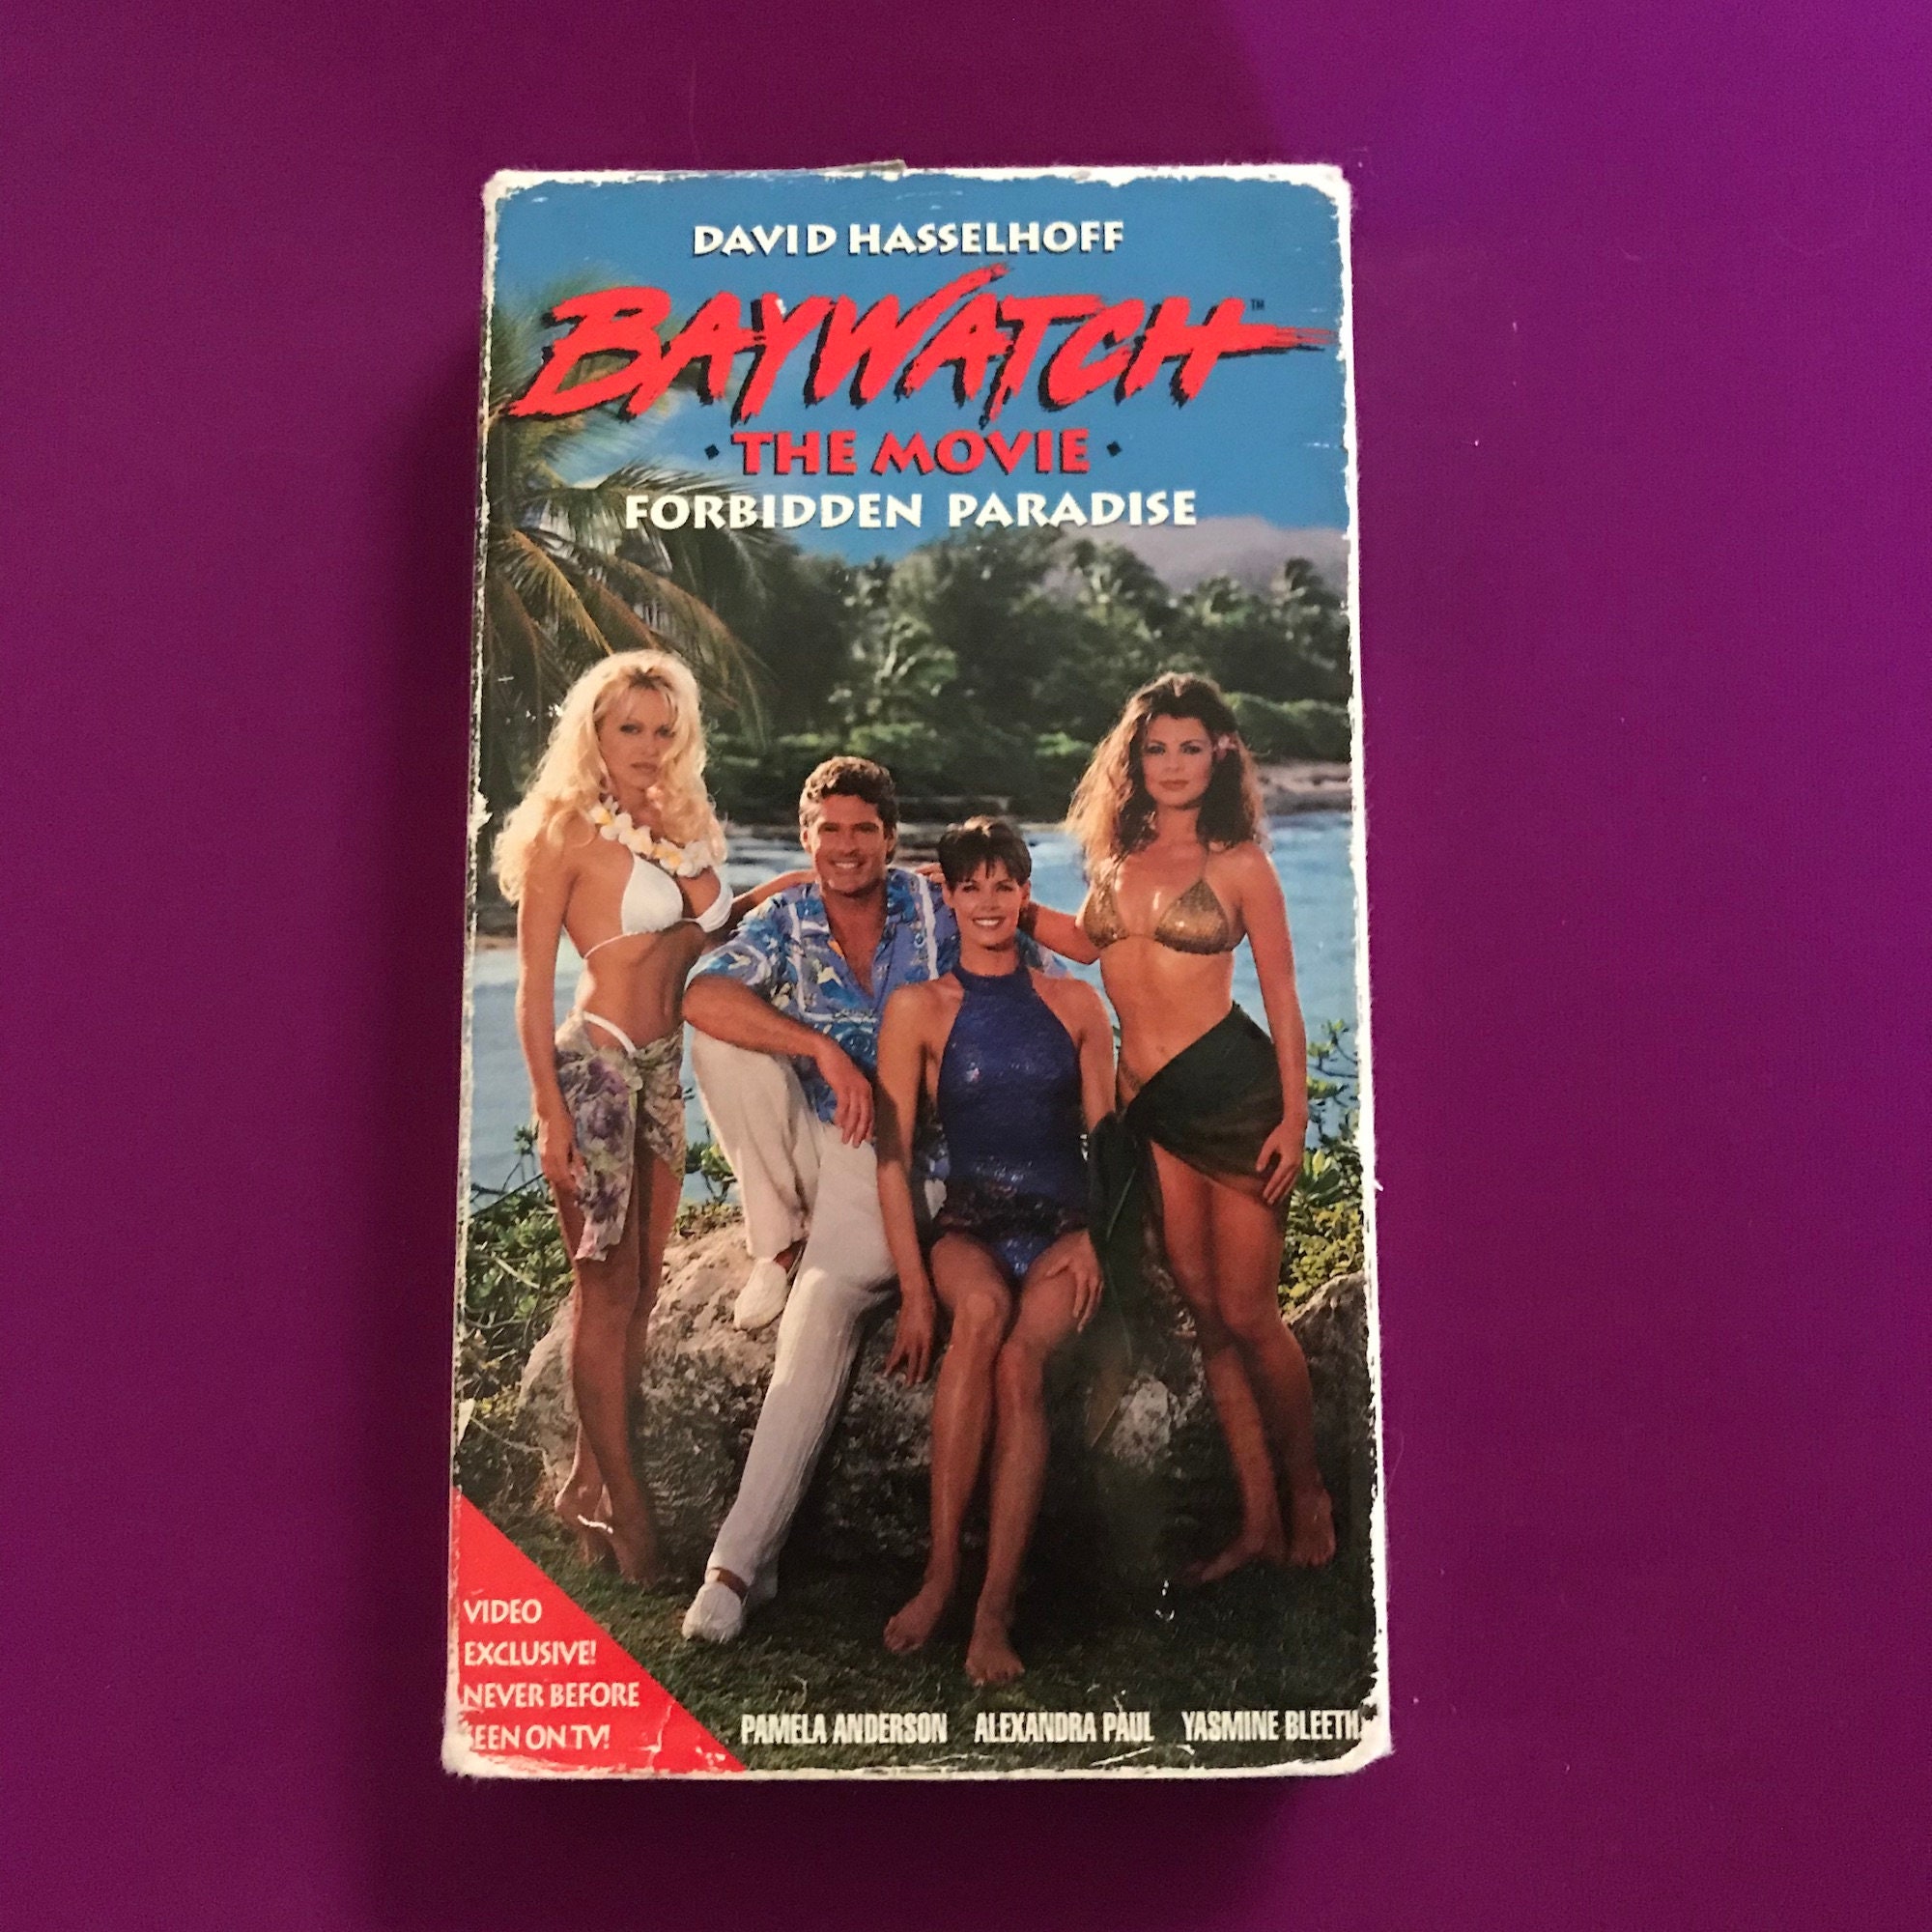 DAVID HASSELHOFF
BAYWATCH™
· THE MOVIE ·
FORBIDDEN PARADISE
VIDEO
EXCLUSIVE!
NEVER BEFORE
SEEN ON TV!
PAMELA ANDERSON ALEXANDRA PAUL YASMINE BLEETH